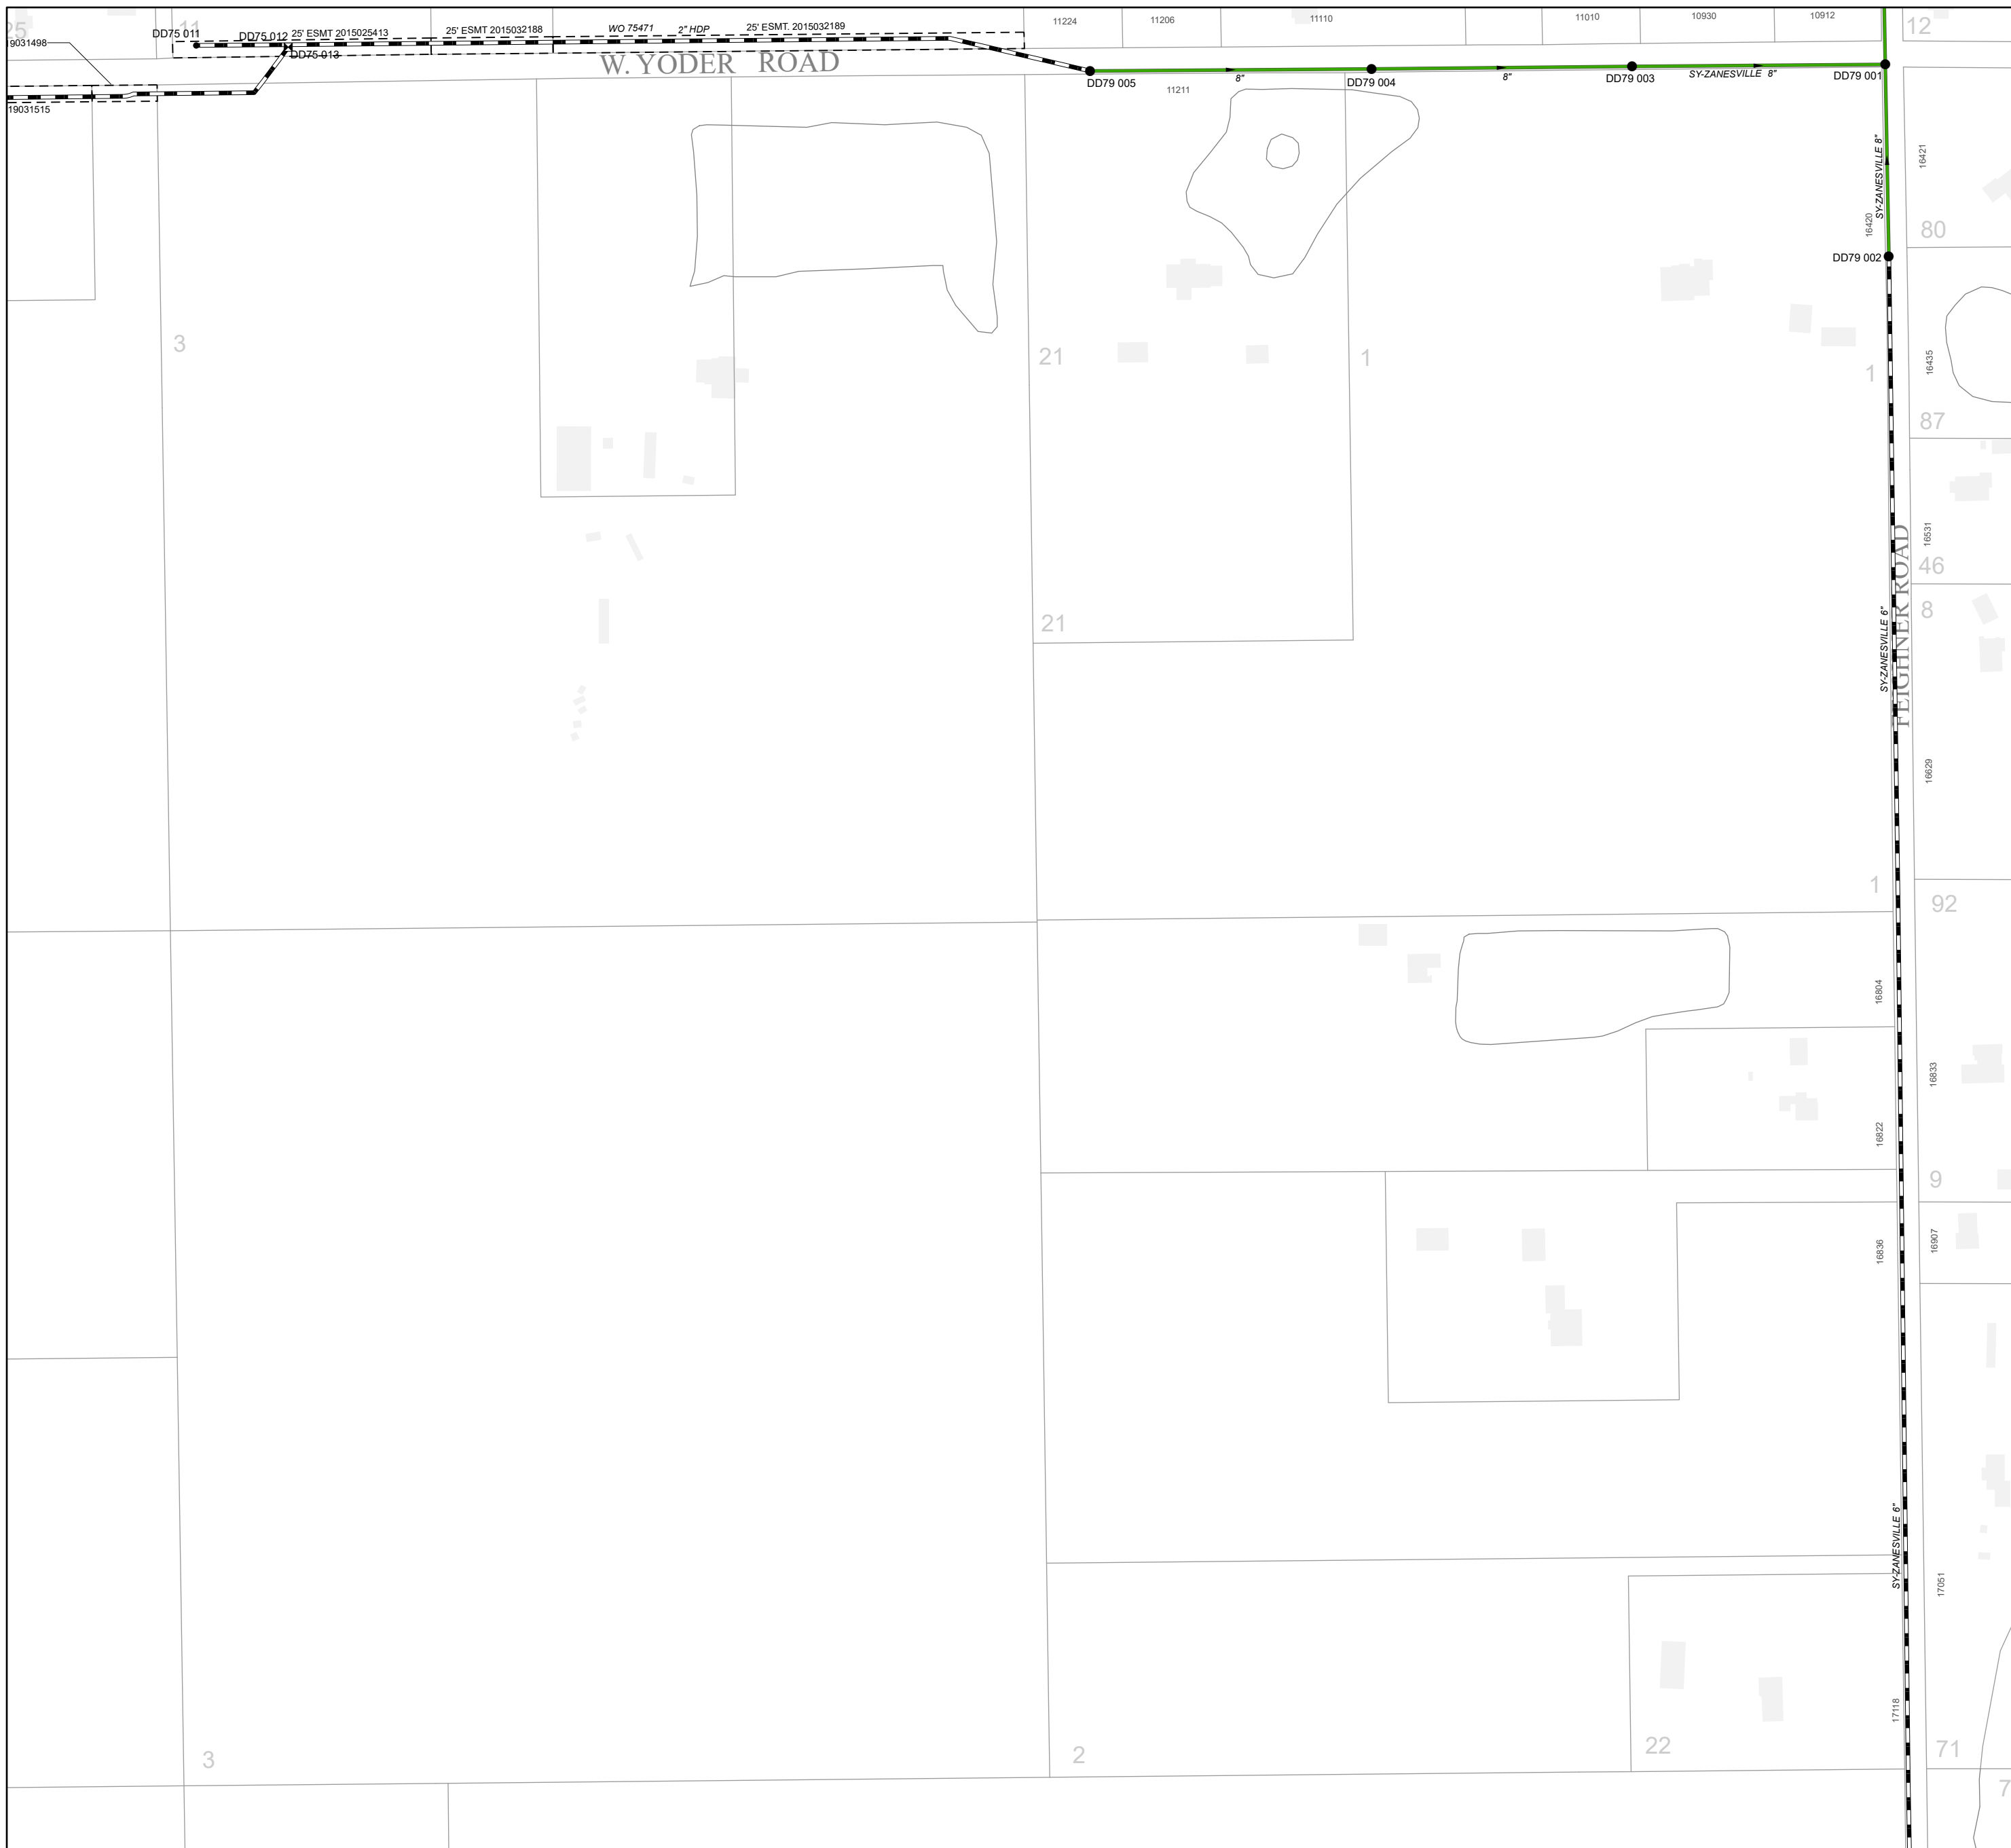 25
11
11224
11206
11110
11010
10930
10912
12
DD75 011
DD75 012
25' ESMT 2015025413
25' ESMT 2015032188
WO 75471
2" HDP
25' ESMT. 2015032189
19031498
DD75 013
W. YODER ROAD
DD79 005
8"
DD79 004
8"
DD79 003
SY-ZANESVILLE 8"
DD79 001
11211
19031515
SY-ZANESVILLE 8"
16421
16420
80
DD79 002
3
21
1
1
16435
87
16531
FEIGHNER ROAD
46
8
21
SY-ZANESVILLE 6"
16629
1
92
16804
16833
16822
9
16907
16836
SY-ZANESVILLE 6"
17051
17118
3
2
22
71
7